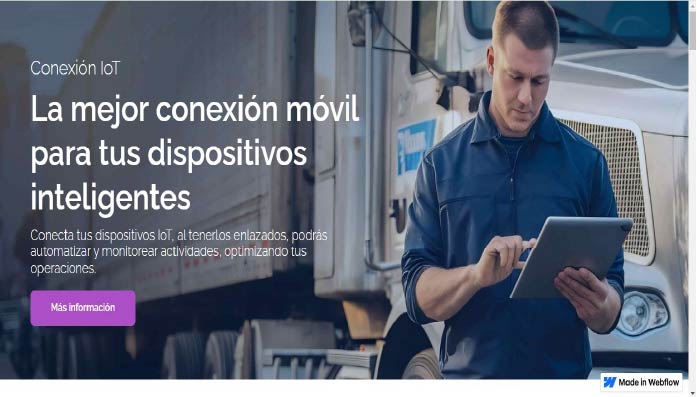 Conexión IoT
La mejor conexión móvil
para tus dispositivos
inteligentes
Conecta tus dispositivos IoT, al tenerlos enlazados, podrás
automatizar y monitorear actividades, optimizando tus
operaciones.
Más información
Made in Webflow